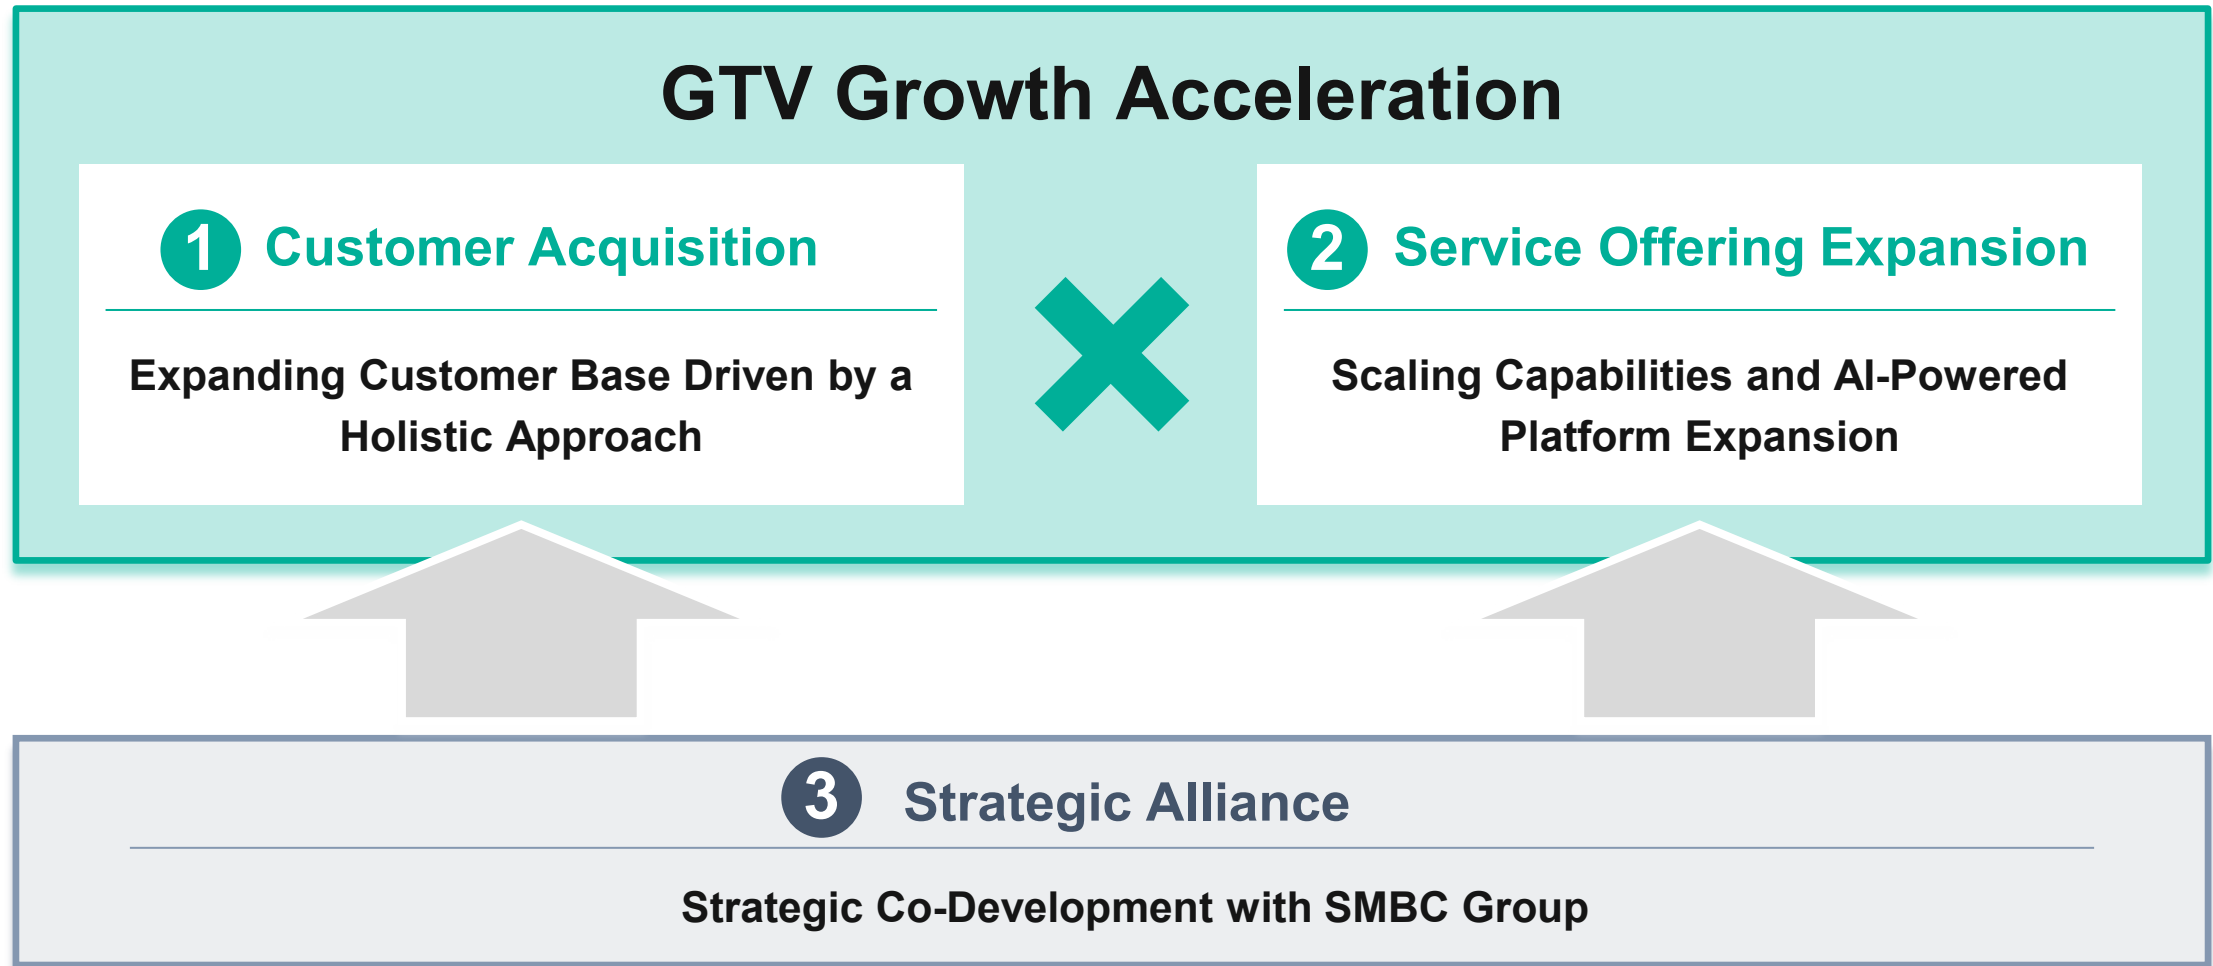 GTV Growth Acceleration
1 Customer Acquisition
Expanding Customer Base Driven by a
Holistic Approach
2 Service Offering Expansion
Scaling Capabilities and AI-Powered
Platform Expansion
3 Strategic Alliance
Strategic Co-Development with SMBC Group